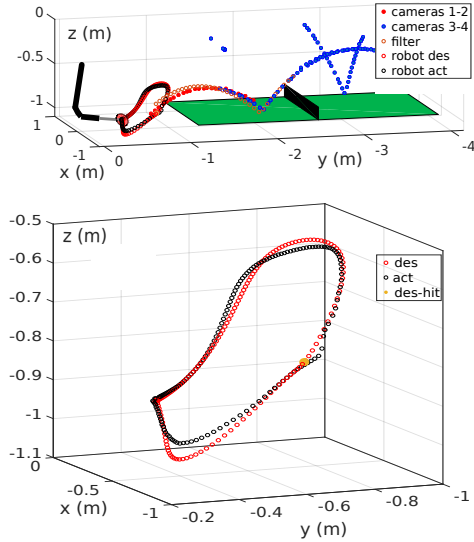 z (m)
0
-0.5
-1
1
0
-1
x (m)
0
-1
-2
-3
-4
y (m)
cameras 1-2
cameras 3-4
filter
robot des
robot act
-0.5
z (m)
-0.6
-0.7
-0.8
-0.9
-1
-1.1
0
-0.5
-1
x (m)
-0.2
-0.4
-0.6
-0.8
-1
y (m)
des
act
des-hit